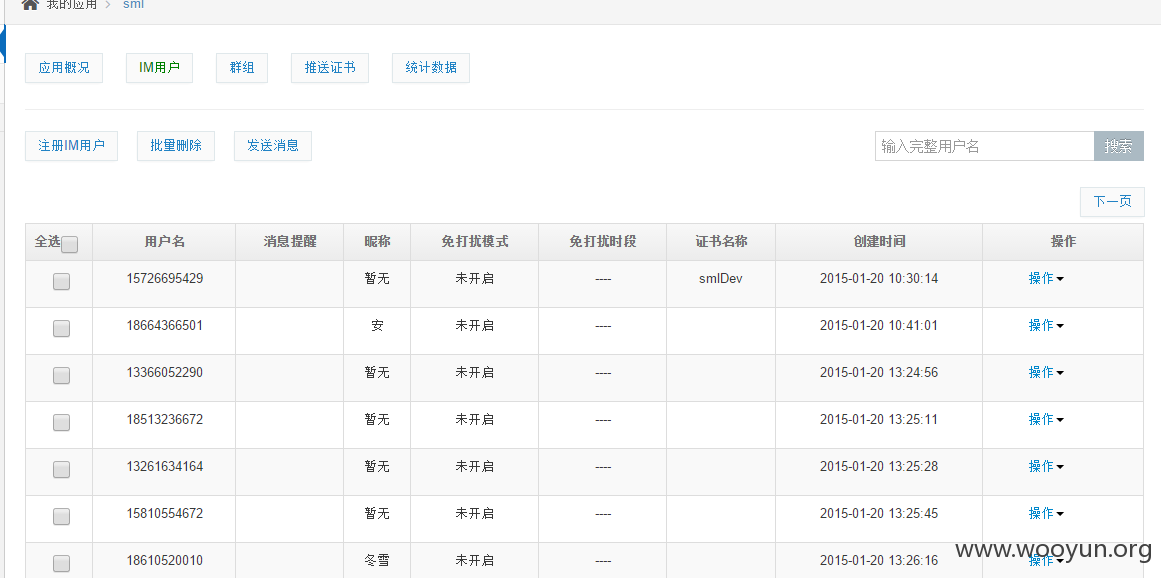 我的应用 > sml
应用概况 IM用户 群组 推送证书 统计数据
注册IM用户 批量删除 发送消息 输入完整用户名 搜索
下一页
全选 用户名 消息提醒 昵称 免打扰模式 免打扰时段 证书名称 创建时间 操作
15726695429 暂无 未开启 ---- smlDev 2015-01-20 10:30:14 操作
18664366501 安 未开启 ---- 2015-01-20 10:41:01 操作
13366052290 暂无 未开启 ---- 2015-01-20 13:24:56 操作
18513236672 暂无 未开启 ---- 2015-01-20 13:25:11 操作
13261634164 暂无 未开启 ---- 2015-01-20 13:25:28 操作
15810554672 暂无 未开启 ---- 2015-01-20 13:25:45 操作
18610520010 冬雪 未开启 ---- 2015-01-20 13:26:16 操作
www.wooyun.org